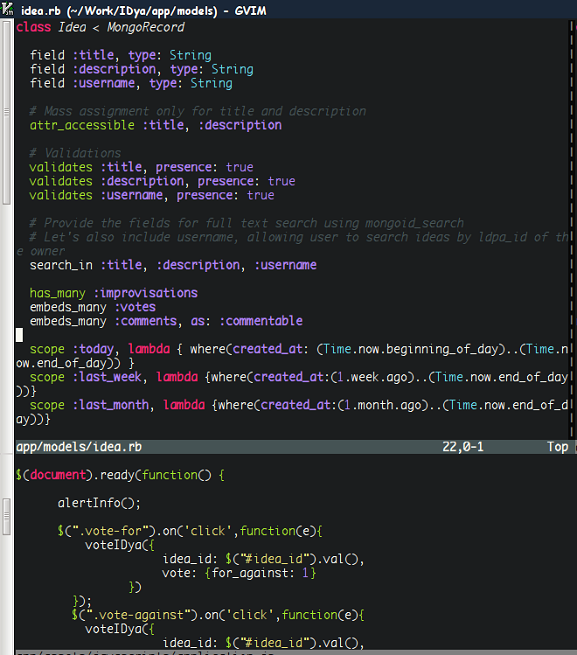 idea.rb (~/Work/IDya/app/models) - GVIM
class Idea < MongoRecord
field :title, type: String
field :description, type: String
field :username, type: String
# Mass assignment only for title and description
attr_accessible :title, :description
# Validations
validates :title, presence: true
validates :description, presence: true
validates :username, presence: true
# Provide the fields for full text search using mongoid_search
# Let's also include username, allowing user to search ideas by ldpa_id of th
e owner
search_in :title, :description, :username
has_many :improvisations
embeds_many :votes
embeds_many :comments, as: :commentable
scope :today, lambda { where(created_at: (Time.now.beginning_of_day)..(Time.n
ow.end_of_day)) }
scope :last_week, lambda {where(created_at:(1.week.ago)..(Time.now.end_of_day
))}
scope :last_month, lambda {where(created_at:(1.month.ago)..(Time.now.end_of_d
ay))}
app/models/idea.rb 22,0-1 Top
$(document).ready(function() {
alertInfo();
$(".vote-for").on('click',function(e){
voteIDya({
idea_id: $("#idea_id").val(),
vote: {for_against: 1}
})
});
$(".vote-against").on('click',function(e){
voteIDya({
idea_id: $("#idea_id").val(),